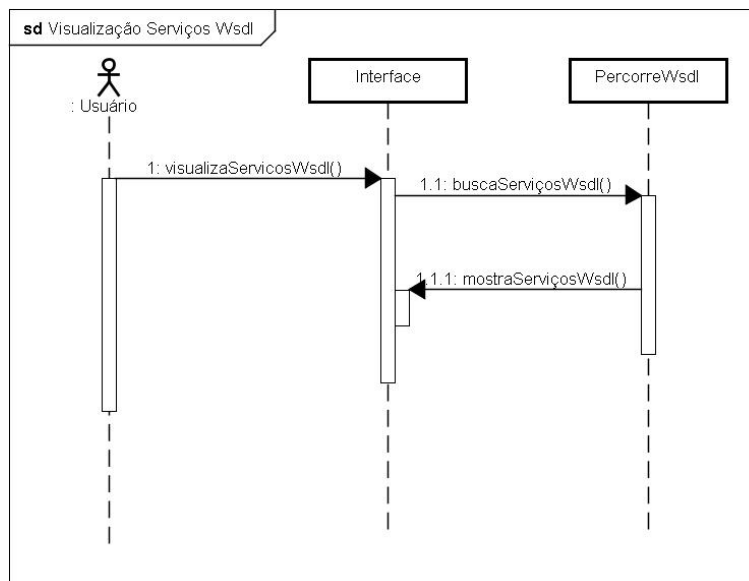 sd Visualização Serviços Wsdl
: Usuário
Interface
PercorreWsdl
1: visualizaServicosWsdl()
1.1: buscaServiçosWsdl()
1.1.1: mostraServiçosWsdl()